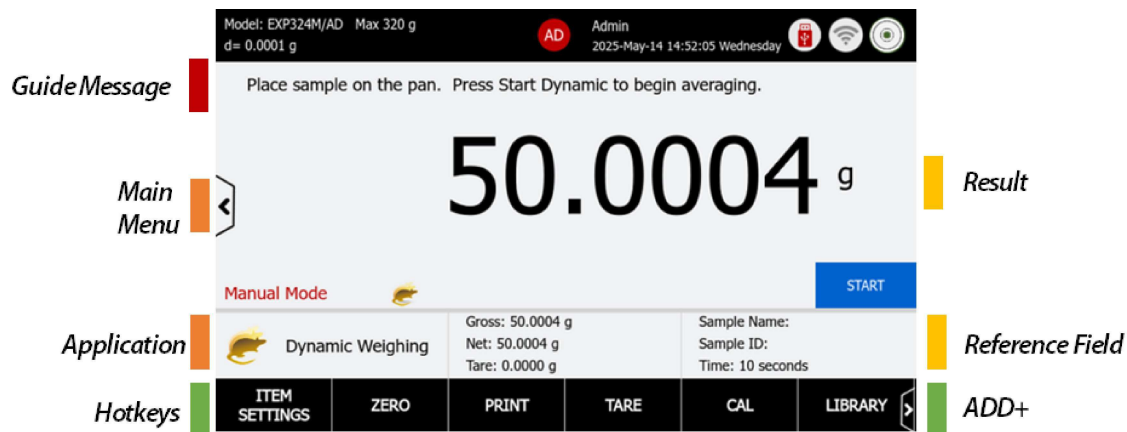 Model: EXP324M/AD Max 320 g
d= 0.0001 g
AD
Admin
2025-May-14 14:52:05 Wednesday
Guide Message
Place sample on the pan. Press Start Dynamic to begin averaging.
50.0004 g
Main
Menu
Result
Manual Mode
START
Application
Dynamic Weighing
Gross: 50.0004 g
Net: 50.0004 g
Tare: 0.0000 g
Sample Name:
Sample ID:
Time: 10 seconds
Reference Field
Hotkeys
ITEM
SETTINGS
ZERO
PRINT
TARE
CAL
LIBRARY
ADD+